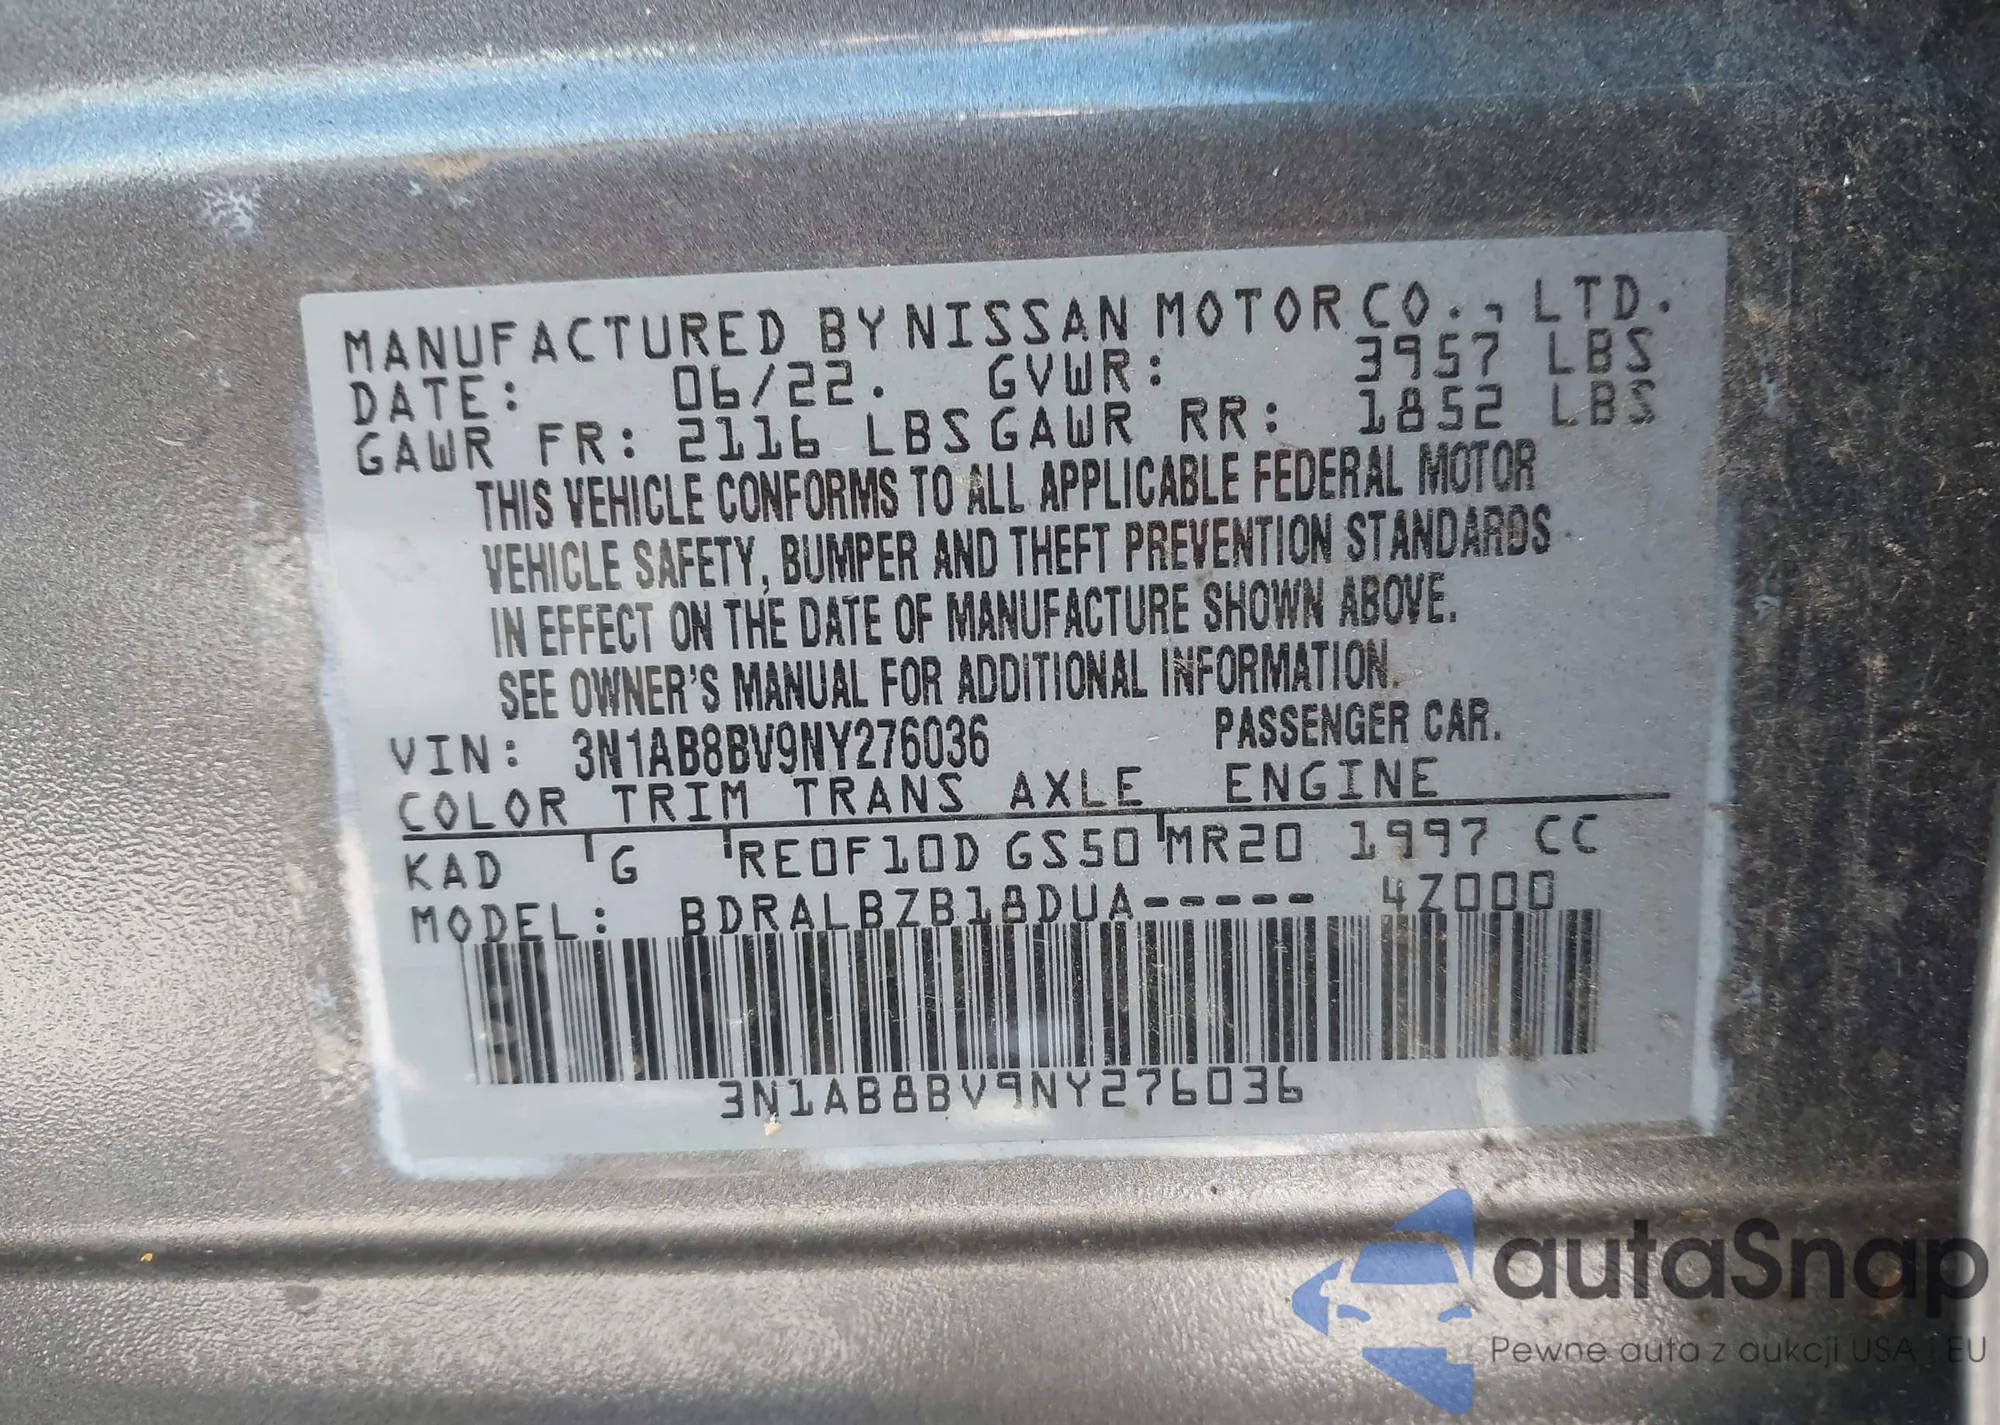 MANUFACTURED BY NISSAN MOTOR CO., LTD.
DATE: 06/22. GVWR: 3957 LBS
GAWR FR: 2116 LBS GAWR RR: 1852 LBS
THIS VEHICLE CONFORMS TO ALL APPLICABLE FEDERAL MOTOR
VEHICLE SAFETY, BUMPER AND THEFT PREVENTION STANDARDS
IN EFFECT ON THE DATE OF MANUFACTURE SHOWN ABOVE.
SEE OWNER'S MANUAL FOR ADDITIONAL INFORMATION.
VIN: 3N1AB8BV9NY276036 PASSENGER CAR.
COLOR TRIM TRANS AXLE ENGINE
KAD G RE0F10D GS50 MR20 1997 CC
MODEL: BDRALBZB18DUA----- 4Z000
3N1AB8BV9NY276036
autaSnap
Pewne auta z aukcji USA i EU